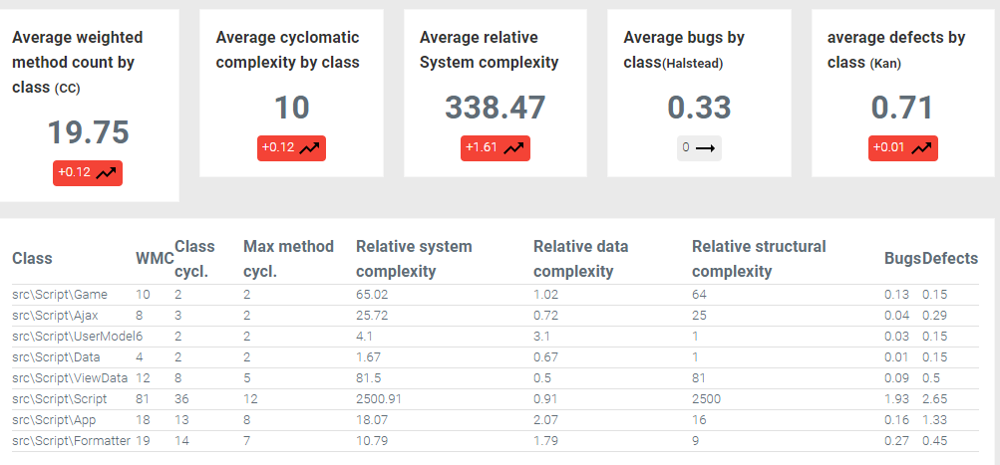 Average weighted
method count by
class (CC)
19.75
+0.12
Average cyclomatic
complexity by class
10
+0.12
Average relative
System complexity
338.47
+1.61
Average bugs by
class(Halstead)
0.33
0
average defects by
class (Kan)
0.71
+0.01
Class WMC Class cycl. Max method cycl. Relative system complexity Relative data complexity Relative structural complexity Bugs Defects
src\Script\Game 10 2 2 65.02 1.02 64 0.13 0.15
src\Script\Ajax 8 3 2 25.72 0.72 25 0.04 0.29
src\Script\UserModel 6 2 2 4.1 3.1 1 0.03 0.15
src\Script\Data 4 2 2 1.67 0.67 1 0.01 0.15
src\Script\ViewData 12 8 5 81.5 0.5 81 0.09 0.5
src\Script\Script 81 36 12 2500.91 0.91 2500 1.93 2.65
src\Script\App 18 13 8 18.07 2.07 16 0.16 1.33
src\Script\Formatter 19 14 7 10.79 1.79 9 0.27 0.45